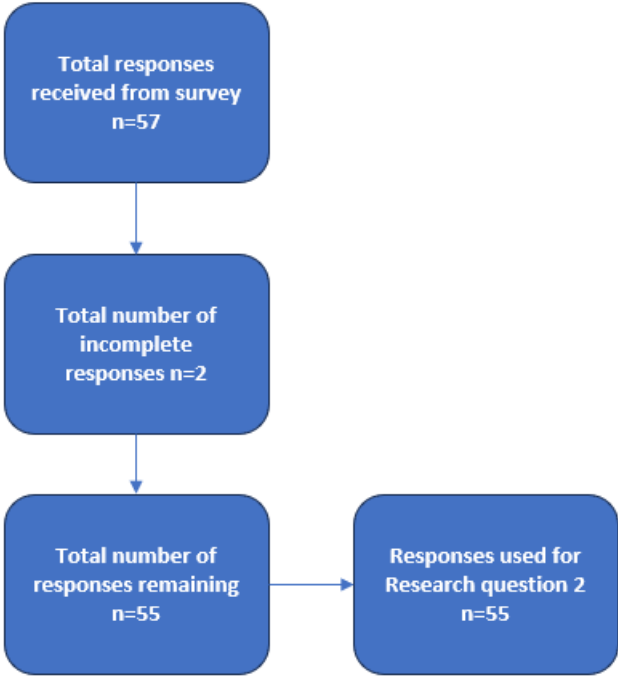 Total responses
received from survey
n=57
Total number of
incomplete
responses n=2
Total number of
responses remaining
n=55
Responses used for
Research question 2
n=55